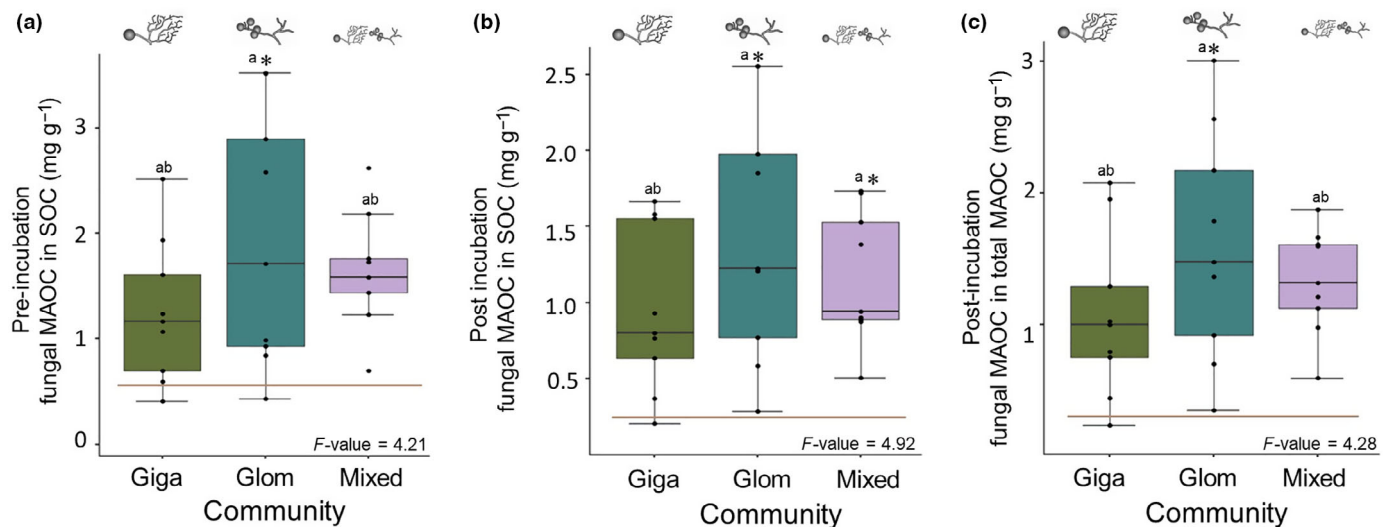 (a)
Pre-incubation
fungal MAOC in SOC (mg g⁻¹)
3
2
1
0
ab
a *
ab
F-value = 4.21
Giga Glom Mixed
Community
(b)
Post incubation
fungal MAOC in SOC (mg g⁻¹)
2.5
2.0
1.5
1.0
0.5
ab
a *
a *
F-value = 4.92
Giga Glom Mixed
Community
(c)
Post-incubation
fungal MAOC in total MAOC (mg g⁻¹)
3
2
1
ab
a *
ab
F-value = 4.28
Giga Glom Mixed
Community